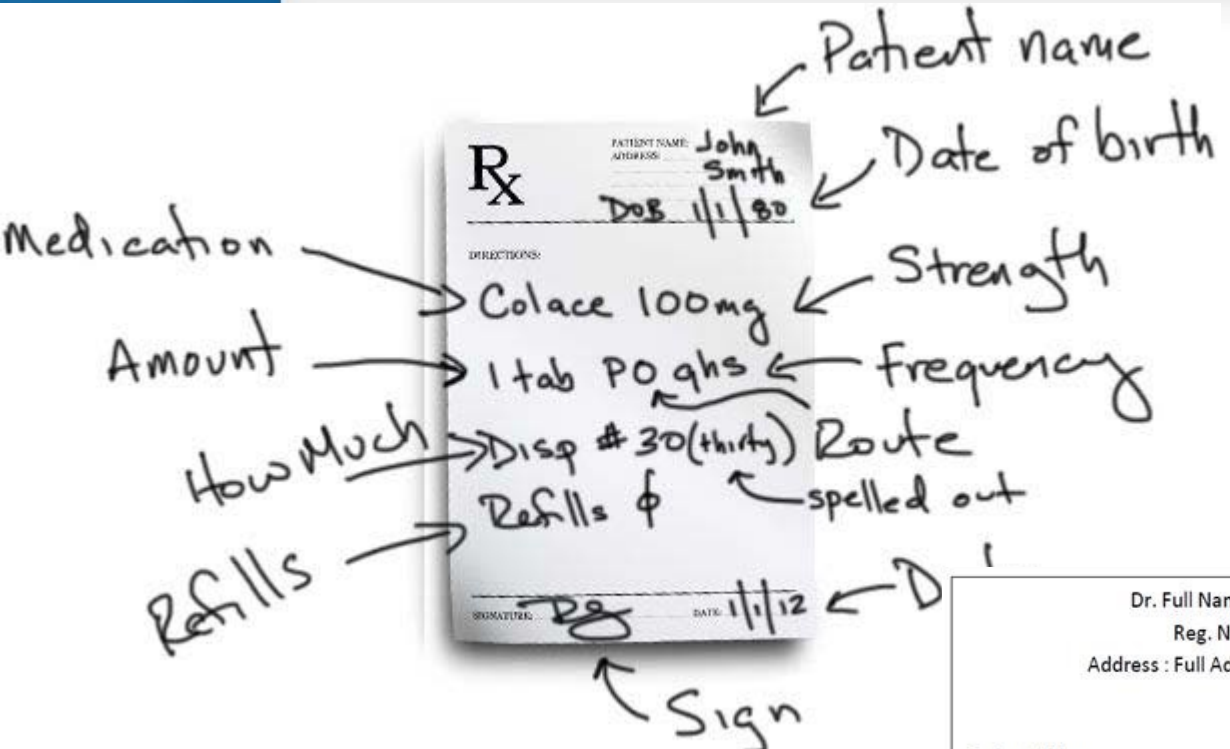 Patient name
Date of birth
Rx
PATIENT NAME: John
ADDRESS: Smith
DOB 1/1/80
Medication
DIRECTIONS:
Colace 100mg
Strength
Amount
1 tab PO qhs
Frequency
How Much
Disp # 30 (thirty)
Route
spelled out
Refills
Refills φ
D
SIGNATURE:
DATE: 1/1/12
Sign
Dr. Full Nam
Reg. N
Address : Full Ad